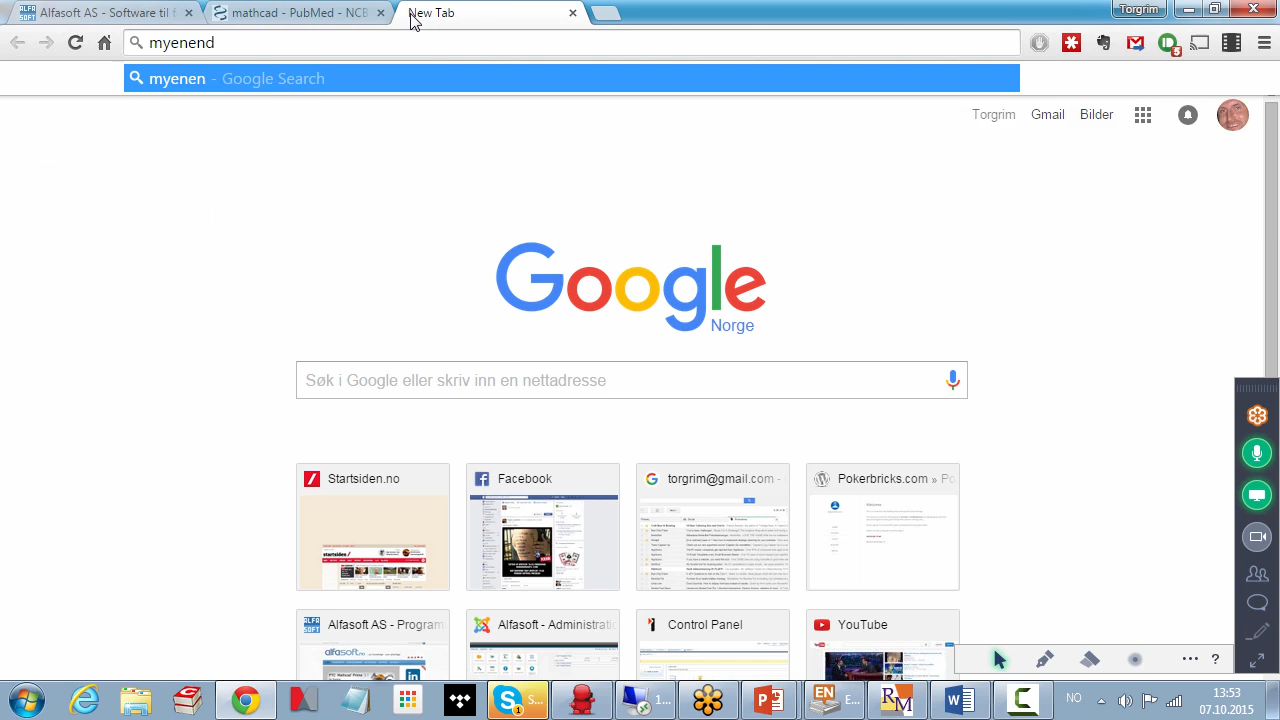 Alfasoft AS - Software til f
mathcad - PubMed - NCB
New Tab
Torgrim
myenend
myenen - Google Search
Torgrim
Gmail
Bilder
Google
Norge
Søk i Google eller skriv inn en nettadresse
Startsiden.no
Facebook
torgrim@gmail.com -
Pokerbricks.com » Po
Alfasoft AS - Program
Alfasoft - Administratio
Control Panel
YouTube
S...
1...
E...
NO
13:53
07.10.2015